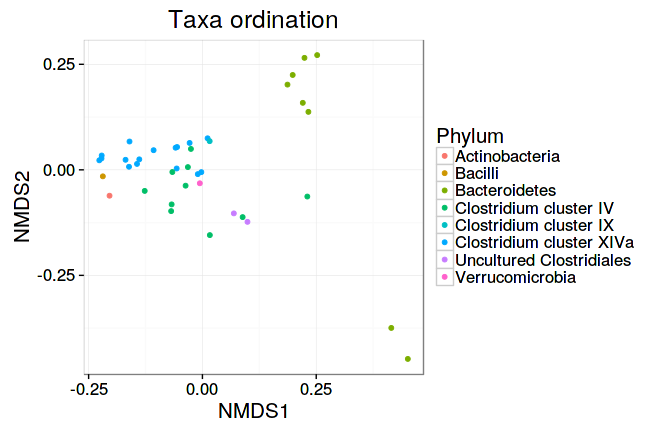 Taxa ordination
NMDS2
0.25
0.00
-0.25
-0.25 0.00 0.25
NMDS1
Phylum
Actinobacteria
Bacilli
Bacteroidetes
Clostridium cluster IV
Clostridium cluster IX
Clostridium cluster XIVa
Uncultured Clostridiales
Verrucomicrobia